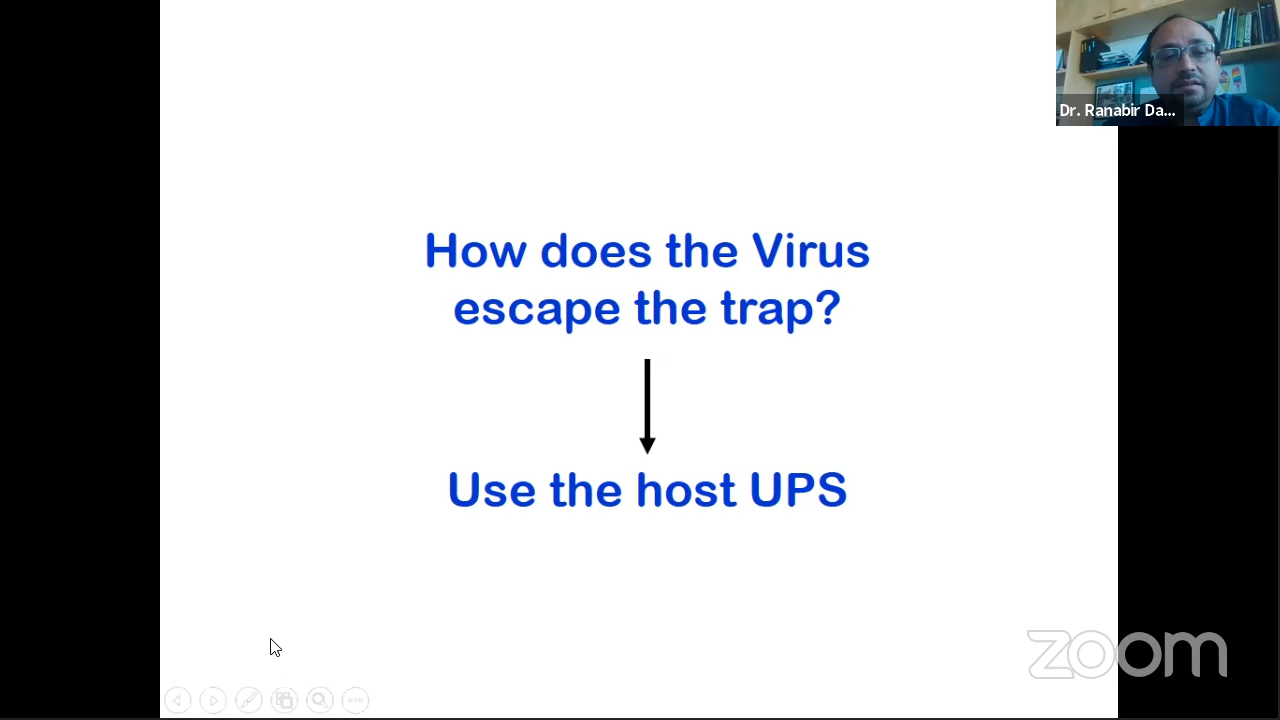 Dr. Ranabir Da...
How does the Virus
escape the trap?
Use the host UPS
zoom